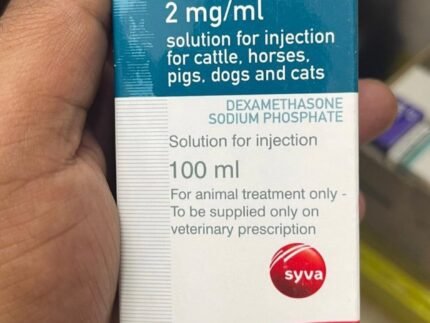 2 mg/ml
solution for injection
for cattle, horses,
pigs, dogs and cats
DEXAMETHASONE
SODIUM PHOSPHATE
Solution for injection
100 ml
For animal treatment only -
To be supplied only on
veterinary prescription
syva